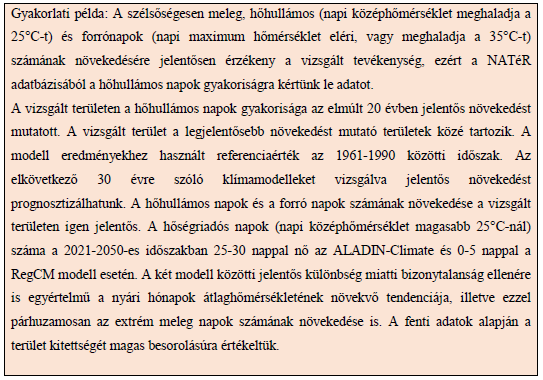 Gyakorlati példa: A szélsőségesen meleg, hőhullámos (napi középhőmérséklet meghaladja a
25°C-t) és forrónapok (napi maximum hőmérséklet eléri, vagy meghaladja a 35°C-t)
számának növekedésére jelentősen érzékeny a vizsgált tevékenység, ezért a NATéR
adatbázisából a hőhullámos napok gyakoriságra kértünk le adatot.
A vizsgált területen a hőhullámos napok gyakorisága az elmúlt 20 évben jelentős növekedést
mutatott. A vizsgált terület a legjelentősebb növekedést mutató területek közé tartozik. A
modell eredményekhez használt referenciaérték az 1961-1990 közötti időszak. Az
elkövetkező 30 évre szóló klímamodelleket vizsgálva jelentős növekedést
prognosztizálhatunk. A hőhullámos napok és a forró napok számának növekedése a vizsgált
területen igen jelentős. A hőségriadós napok (napi középhőmérséklet magasabb 25°C-nál)
száma a 2021-2050-es időszakban 25-30 nappal nő az ALADIN-Climate és 0-5 nappal a
RegCM modell esetén. A két modell közötti jelentős különbség miatti bizonytalanság ellenére
is egyértelmű a nyári hónapok átlaghőmérsékletének növekvő tendenciája, illetve ezzel
párhuzamosan az extrém meleg napok számának növekedése is. A fenti adatok alapján a
terület kitettségét magas besorolásúra értékeltük.